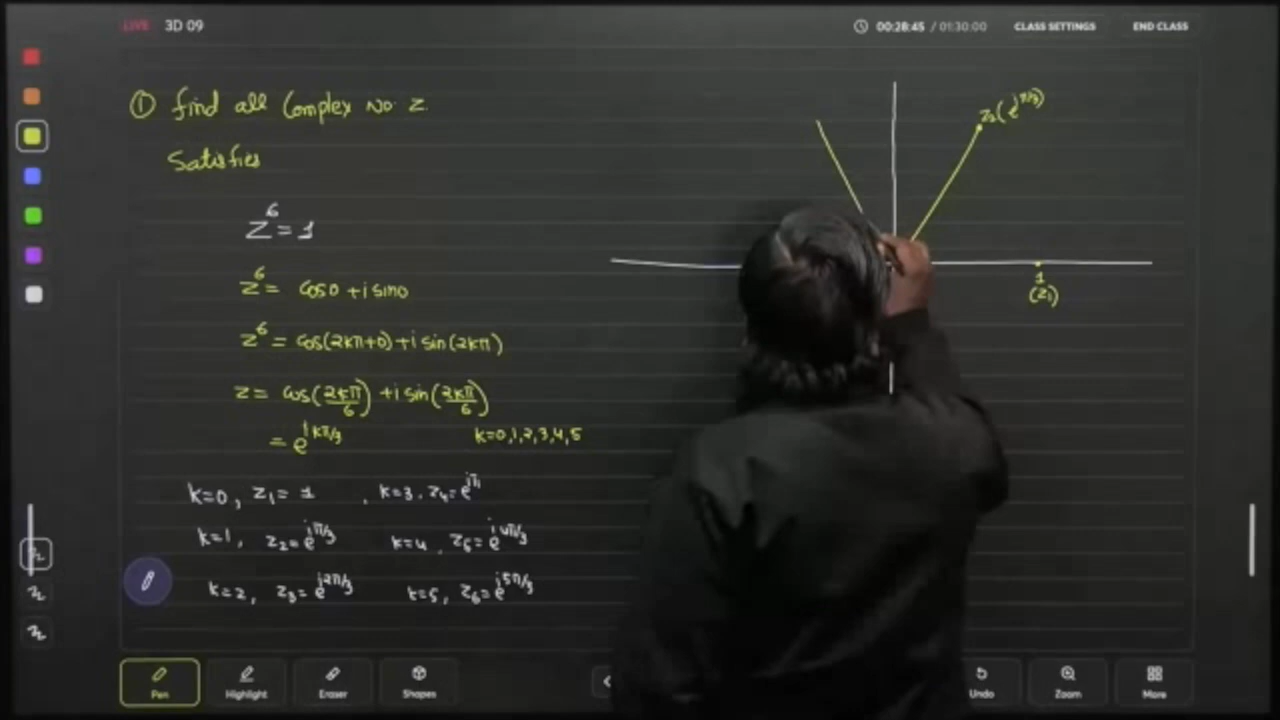 LIVE 3D 09 00:28:45 / 01:30:00 CLASS SETTINGS END CLASS
① Find all Complex No. z
Satisfies
z⁶ = 1
z⁶ = cos0 + i sin0
z⁶ = cos(2kπ+0) + i sin(2kπ)
z = cos(2kπ/6) + i sin(2kπ/6)
= e^(ikπ/3) k=0,1,2,3,4,5
k=0, z₁ = 1 , k=3, z₄ = e^(iπ)
k=1, z₂ = e^(iπ/3) k=4, z₅ = e^(i4π/3)
k=2, z₃ = e^(i2π/3) k=5, z₆ = e^(i5π/3)
z₂(e^(iπ/3))
1
(z₁)
Pen Highlight Eraser Shapes Undo Zoom More